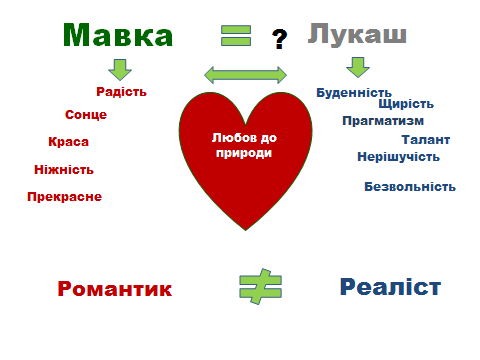 Мавка = ? Лукаш
Радість
Сонце
Краса
Ніжність
Прекрасне
Любов до
природи
Буденність
Щирість
Прагматизм
Талант
Нерішучість
Безвольність
Романтик ≠ Реаліст